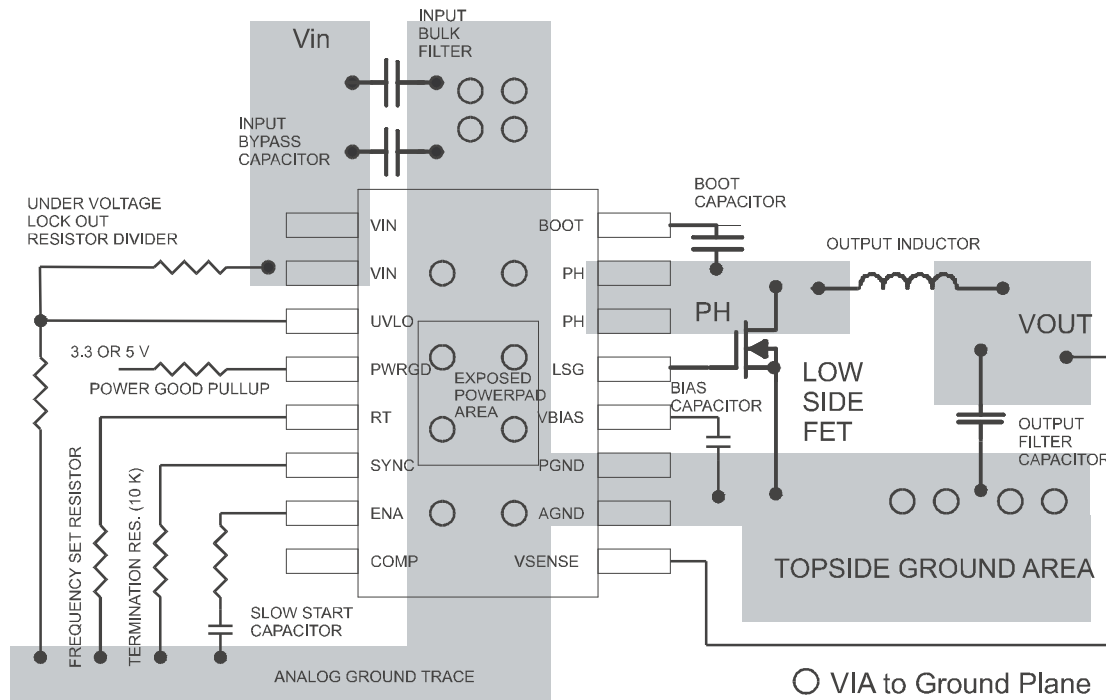 INPUT
BULK
FILTER
Vin
INPUT
BYPASS
CAPACITOR
UNDER VOLTAGE
LOCK OUT
RESISTOR DIVIDER
BOOT
CAPACITOR
OUTPUT INDUCTOR
VIN
VIN
UVLO
PWRGD
RT
SYNC
ENA
COMP
BOOT
PH
PH
LSG
VBIAS
PGND
AGND
VSENSE
EXPOSED
POWERPAD
AREA
3.3 OR 5 V
POWER GOOD PULLUP
PH
VOUT
LOW
SIDE
FET
BIAS
CAPACITOR
OUTPUT
FILTER
CAPACITOR
FREQUENCY SET RESISTOR
TERMINATION RES. (10 K)
SLOW START
CAPACITOR
TOPSIDE GROUND AREA
ANALOG GROUND TRACE
VIA to Ground Plane